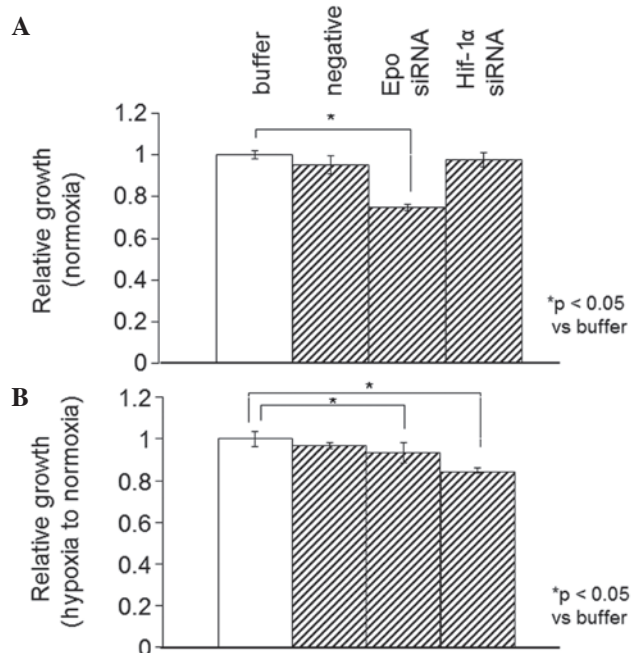 A
buffer
negative
Epo
siRNA
Hif-1α
siRNA
1.2
1
0.8
0.6
0.4
0.2
0
Relative growth
(normoxia)
*
*p < 0.05
vs buffer
B
1.2
1
0.8
0.6
0.4
0.2
0
Relative growth
(hypoxia to normoxia)
*
*
*p < 0.05
vs buffer